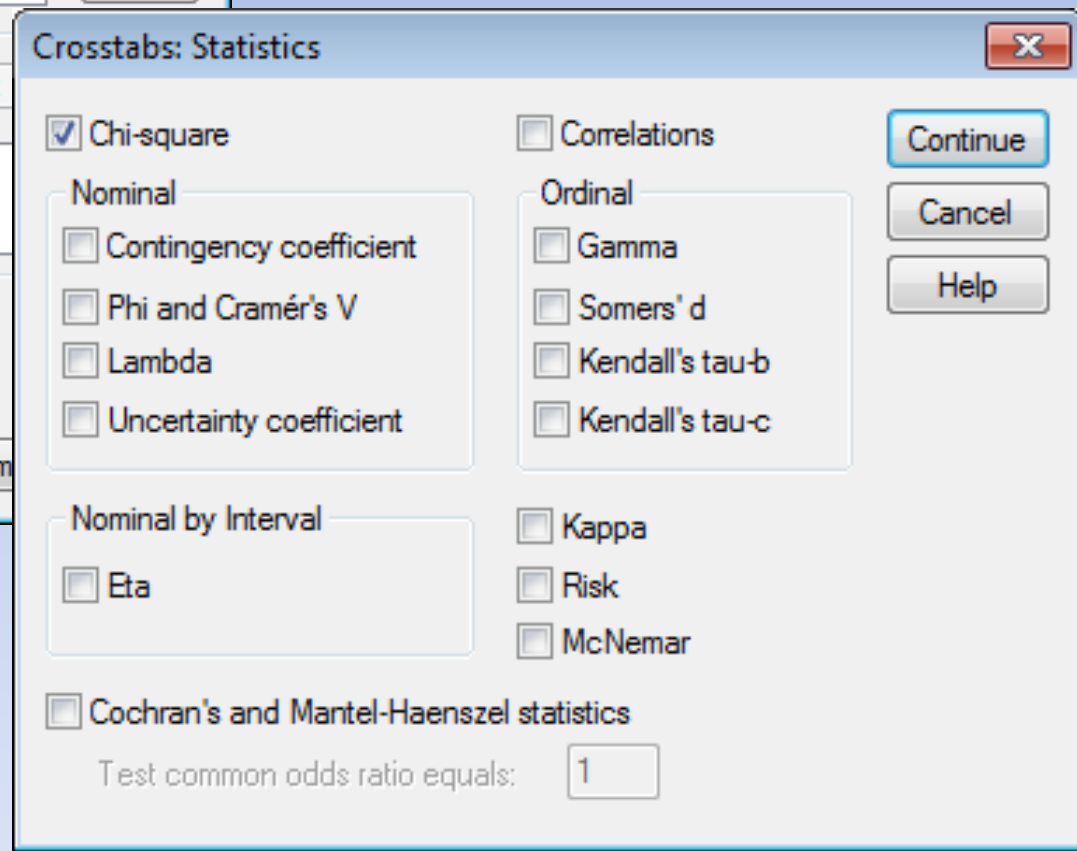 Crosstabs: Statistics
Chi-square
Correlations
Continue
Nominal
Ordinal
Cancel
Contingency coefficient
Gamma
Help
Phi and Cramér's V
Somers' d
Lambda
Kendall's tau-b
Uncertainty coefficient
Kendall's tau-c
Nominal by Interval
Kappa
Eta
Risk
McNemar
Cochran's and Mantel-Haenszel statistics
Test common odds ratio equals: 1